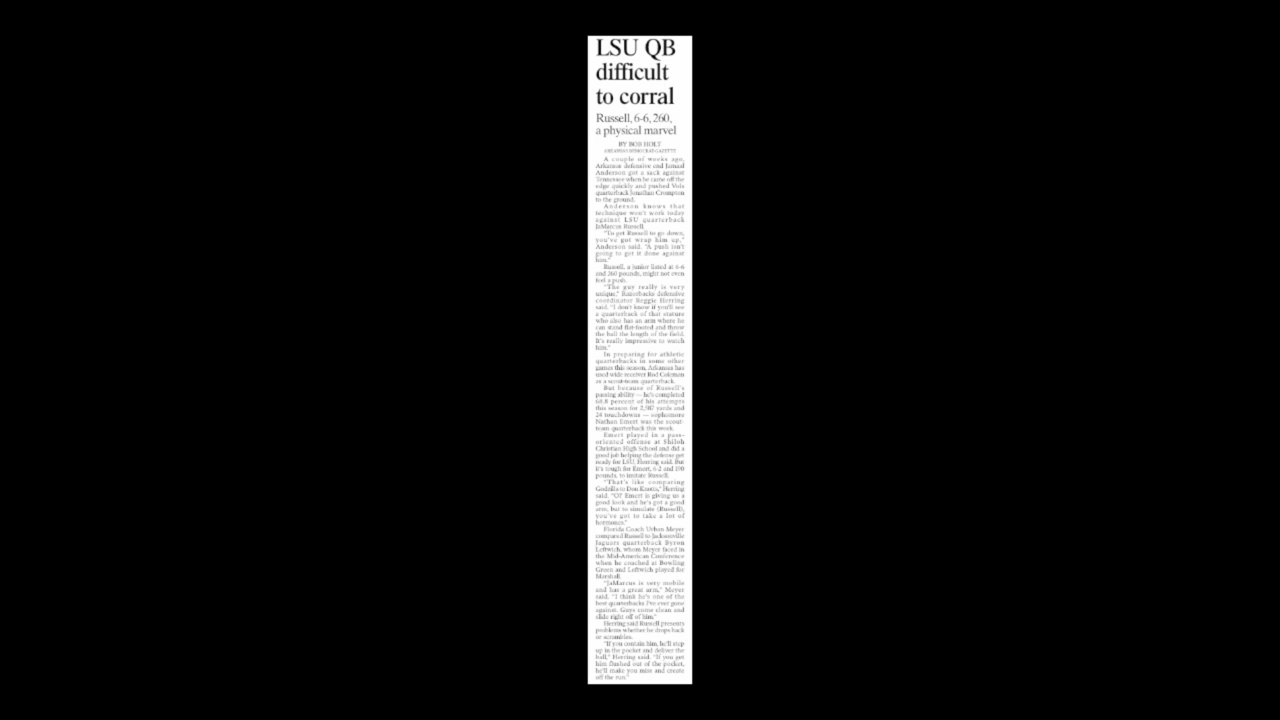 LSU QB
difficult
to corral
Russell, 6-6, 260,
a physical marvel
BY BOB HOLT
ARKANSAS DEMOCRAT-GAZETTE
A couple of weeks ago,
Arkansas defensive end Jamaal
Anderson got a sack against
Tennessee when he came off the
edge quickly and pushed Vols
quarterback Jonathan Crompton
to the ground.
Anderson knows that
technique won't work today
against LSU quarterback
JaMarcus Russell.
"To get Russell to go down,
you've got wrap him up,"
Anderson said. "A push isn't
going to get it done against
him."
Russell, a junior listed at 6-6
and 260 pounds, might not even
feel a push.
"The guy really is very
unique," Razorbacks defensive
coordinator Reggie Herring
said. "I don't know if you'll see
a quarterback of that stature
who also has an arm where he
can stand flat-footed and throw
the ball the length of the field.
It's really impressive to watch
him."
In preparing for athletic
quarterbacks in some other
games this season, Arkansas has
used wide receiver Rod Coleman
as a scout-team quarterback.
But because of Russell's
passing ability — he's completed
68.8 percent of his attempts
this season for 2,587 yards and
24 touchdowns — sophomore
Nathan Emert was the scout-
team quarterback this week.
Emert played in a pass-
oriented offense at Shiloh
Christian High School and did a
good job helping the defense get
ready for LSU, Herring said. But
it's tough for Emert, 6-2 and 190
pounds, to imitate Russell.
"That's like comparing
Godzilla to Don Knotts," Herring
said. "Ol' Emert is giving us a
good look and he's got a good
arm, but to simulate (Russell),
you've got to take a lot of
hormones."
Florida Coach Urban Meyer
compared Russell to Jacksonville
Jaguars quarterback Byron
Leftwich, whom Meyer faced in
the Mid-American Conference
when he coached at Bowling
Green and Leftwich played for
Marshall.
"JaMarcus is very mobile
and has a great arm," Meyer
said. "I think he's one of the
best quarterbacks I've ever gone
against. Guys come clean and
slide right off of him."
Herring said Russell presents
problems whether he drops back
or scrambles.
"If you contain him, he'll step
up in the pocket and deliver the
ball," Herring said. "If you get
him flushed out of the pocket,
he'll make you miss and create
off the run."